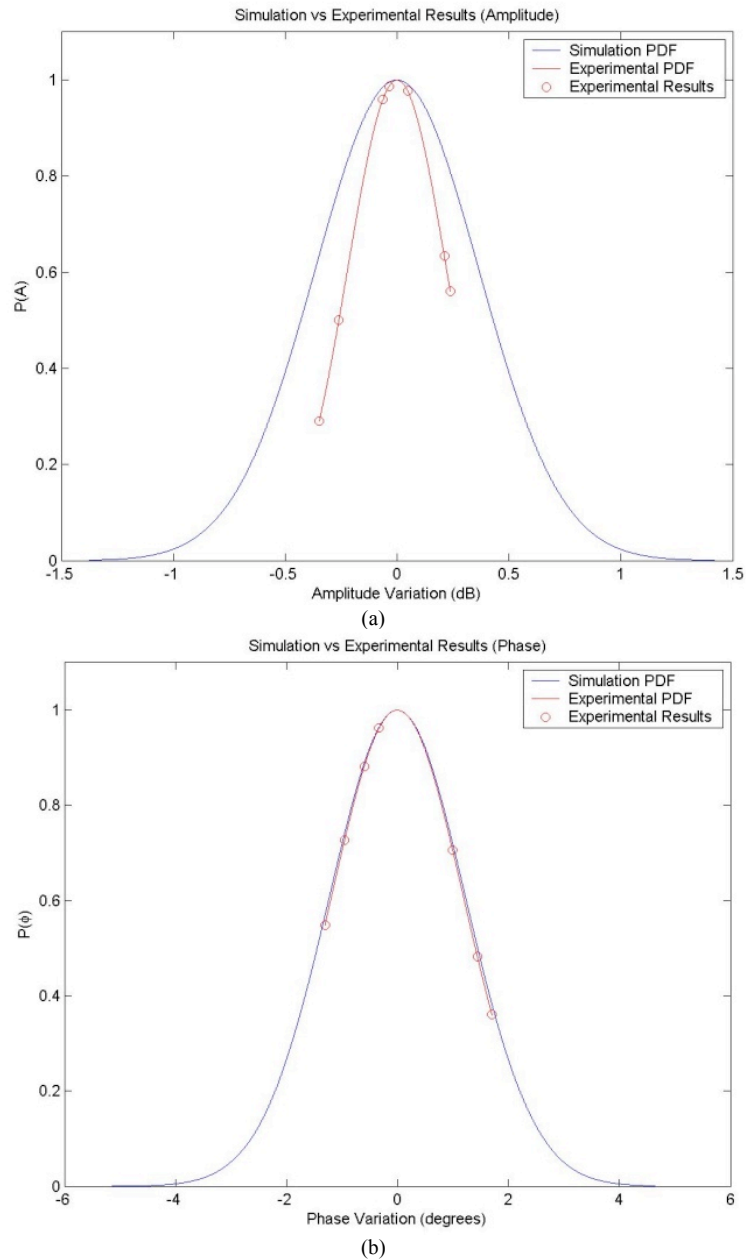 Simulation vs Experimental Results (Amplitude)
Simulation PDF
Experimental PDF
Experimental Results
1
0.8
0.6
0.4
0.2
0
P(A)
-1.5 -1 -0.5 0 0.5 1 1.5
Amplitude Variation (dB)
(a)
Simulation vs Experimental Results (Phase)
Simulation PDF
Experimental PDF
Experimental Results
1
0.8
0.6
0.4
0.2
0
P(ϕ)
-6 -4 -2 0 2 4 6
Phase Variation (degrees)
(b)